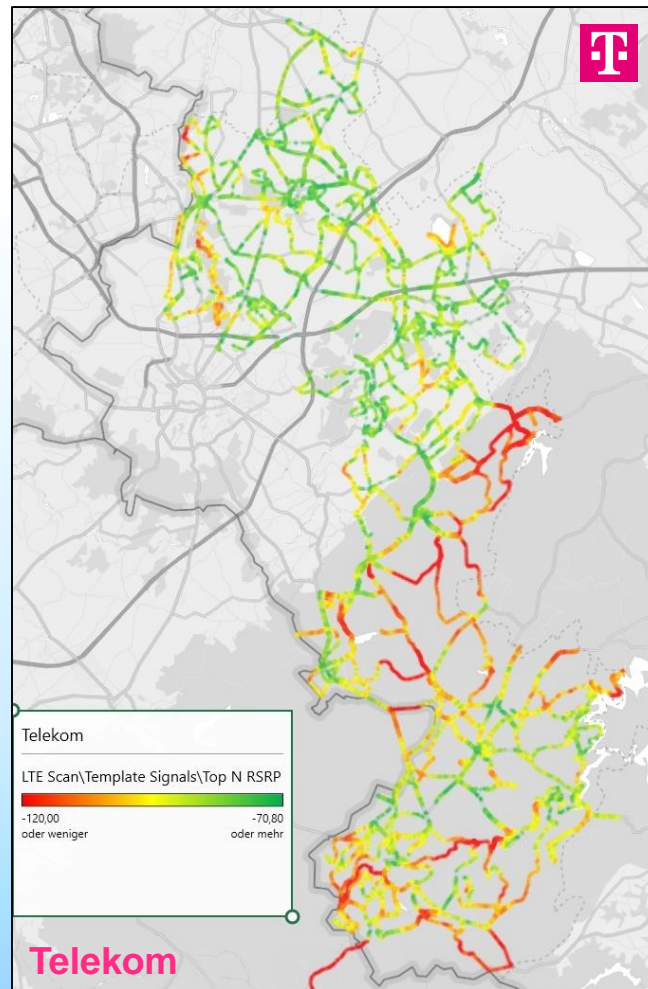 T
Telekom
LTE Scan\Template Signals\Top N RSRP
-120,00
oder weniger
-70,80
oder mehr
Telekom